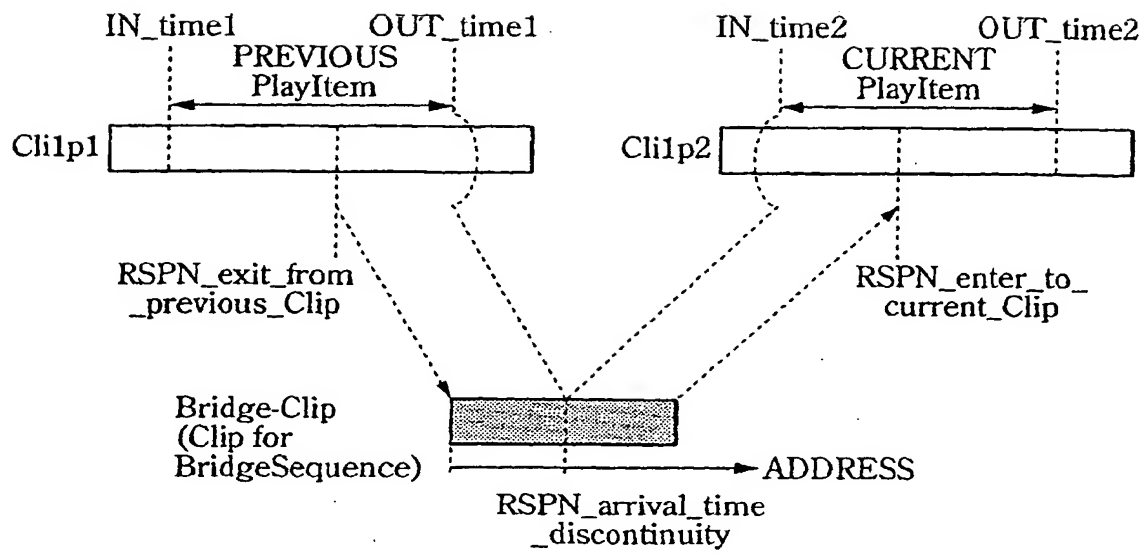 IN_time1
OUT_time1
IN_time2
OUT_time2
PREVIOUS
PlayItem
CURRENT
PlayItem
Cli1p1
Cli1p2
RSPN_exit_from
_previous_Clip
RSPN_enter_to_
current_Clip
Bridge-Clip
(Clip for
BridgeSequence)
ADDRESS
RSPN_arrival_time
_discontinuity